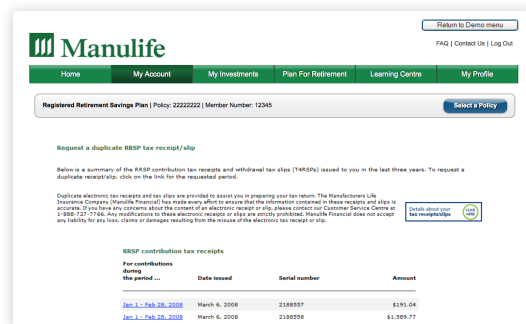 Return to Demo menu
Manulife
FAQ | Contact Us | Log Out
Home My Account My Investments Plan For Retirement Learning Centre My Profile
Registered Retirement Savings Plan | Policy: 22222222 | Member Number: 12345
Select a Policy
Request a duplicate RRSP tax receipt/slip
Below is a summary of the RRSP contribution tax receipts and withdrawal tax slips (T4RSPs) issued to you in the last three years. To request a
duplicate receipt/slip, click on the link for the requested period.
Duplicate electronic tax receipts and tax slips are provided to assist you in preparing your tax return. The Manufacturers Life
Insurance Company (Manulife Financial) has made every effort to ensure that the information contained in these receipts and slips is
accurate. If you have any concerns about the content of an electronic receipt or slip, please contact our Customer Service Centre at
1-888-727-7766. Any modifications to these electronic receipts or slips are strictly prohibited. Manulife Financial does not accept
any liability for any loss, claims or damages resulting from the misuse of the electronic tax receipt or slip.
Details about your
tax receipts/slips
CLICK
HERE
RRSP contribution tax receipts
For contributions
during
the period ... Date issued Serial number Amount
Jan 1 - Feb 28, 2008 March 6, 2008 2188557 $191.04
Jan 1 - Feb 28, 2008 March 6, 2008 2188558 $1,589.77